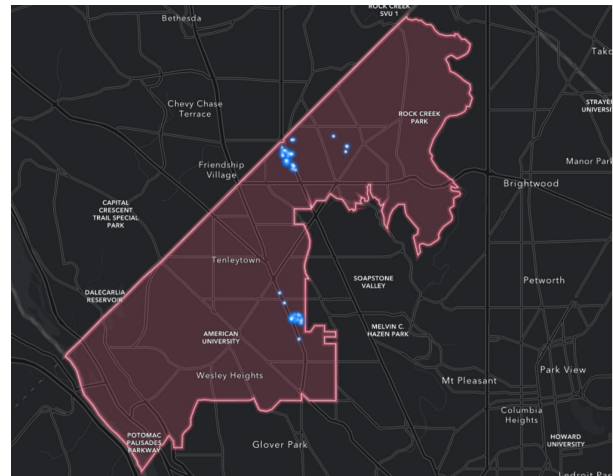 ROCK CREEK
SVU 1
Bethesda
Chevy Chase
Terrace
ROCK CREEK
PARK
Friendship
Village
Manor Park
Brightwood
CAPITAL
CRESCENT
TRAIL SPECIAL
PARK
Tenleytown
SOAPSTONE
VALLEY
Petworth
DALECARLIA
RESERVOIR
AMERICAN
UNIVERSITY
MELVIN C.
HAZEN PARK
Wesley Heights
Mt Pleasant
Park View
Columbia
Heights
POTOMAC
PALISADES
PARKWAY
Glover Park
HOWARD
UNIVERSITY